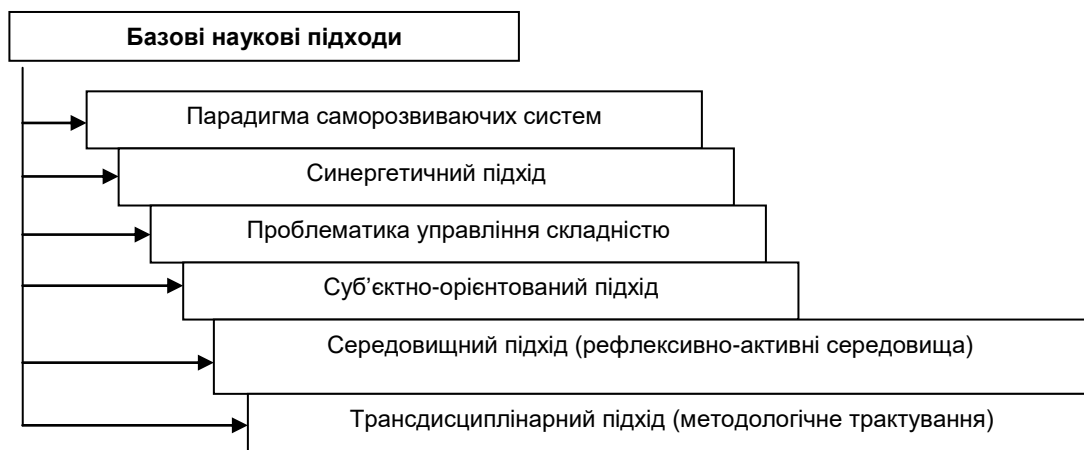 Базові наукові підходи
Парадигма саморозвиваючих систем
Синергетичний підхід
Проблематика управління складністю
Суб’єктно-орієнтований підхід
Середовищний підхід (рефлексивно-активні середовища)
Трансдисциплінарний підхід (методологічне трактування)